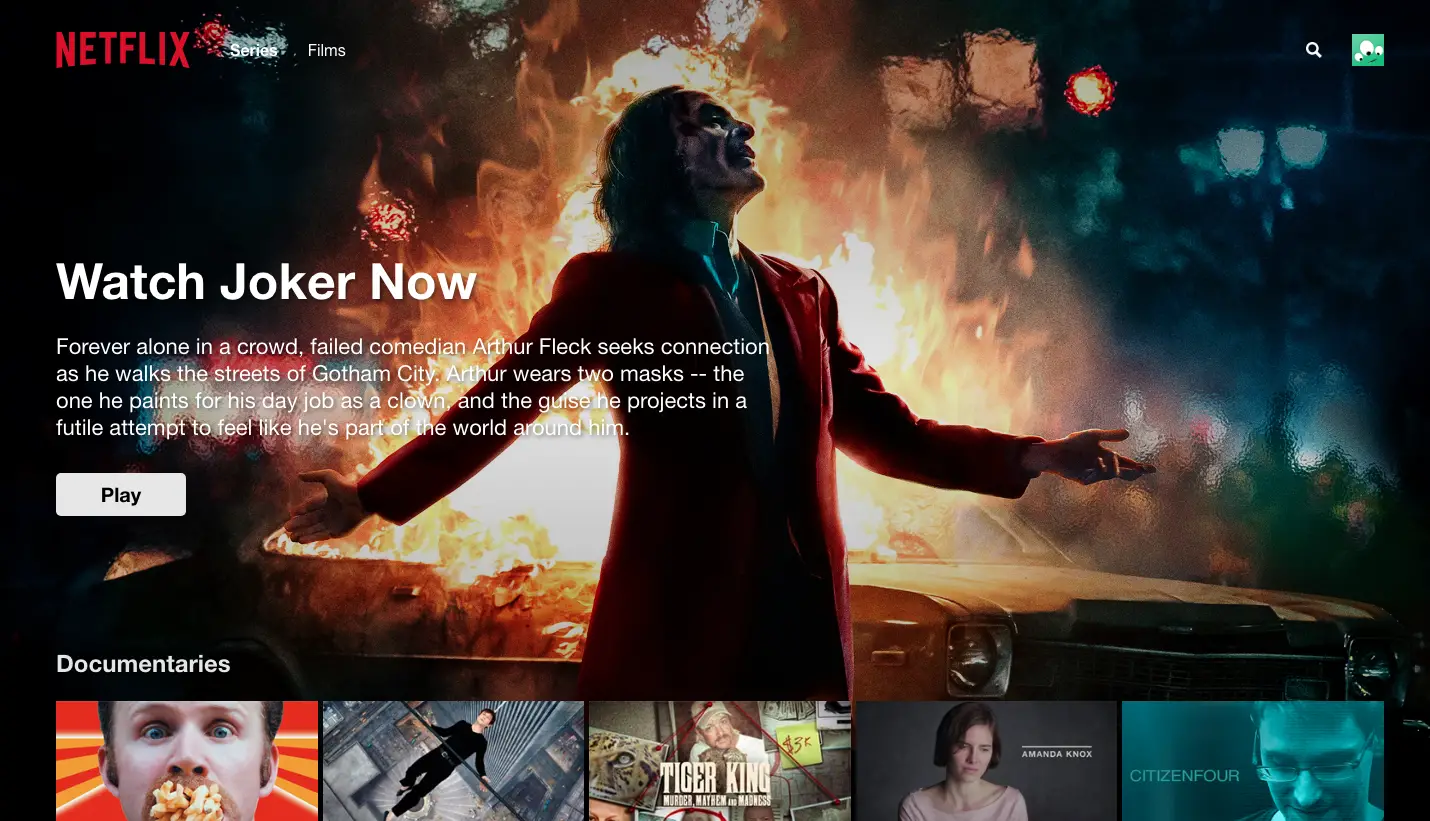 NETFLIX
Series
Films
Watch Joker Now
Forever alone in a crowd, failed comedian Arthur Fleck seeks connection
as he walks the streets of Gotham City. Arthur wears two masks -- the
one he paints for his day job as a clown, and the guise he projects in a
futile attempt to feel like he's part of the world around him.
Play
Documentaries
$3K
TIGER KING
MURDER, MAYHEM AND MADNESS
AMANDA KNOX
CITIZENFOUR